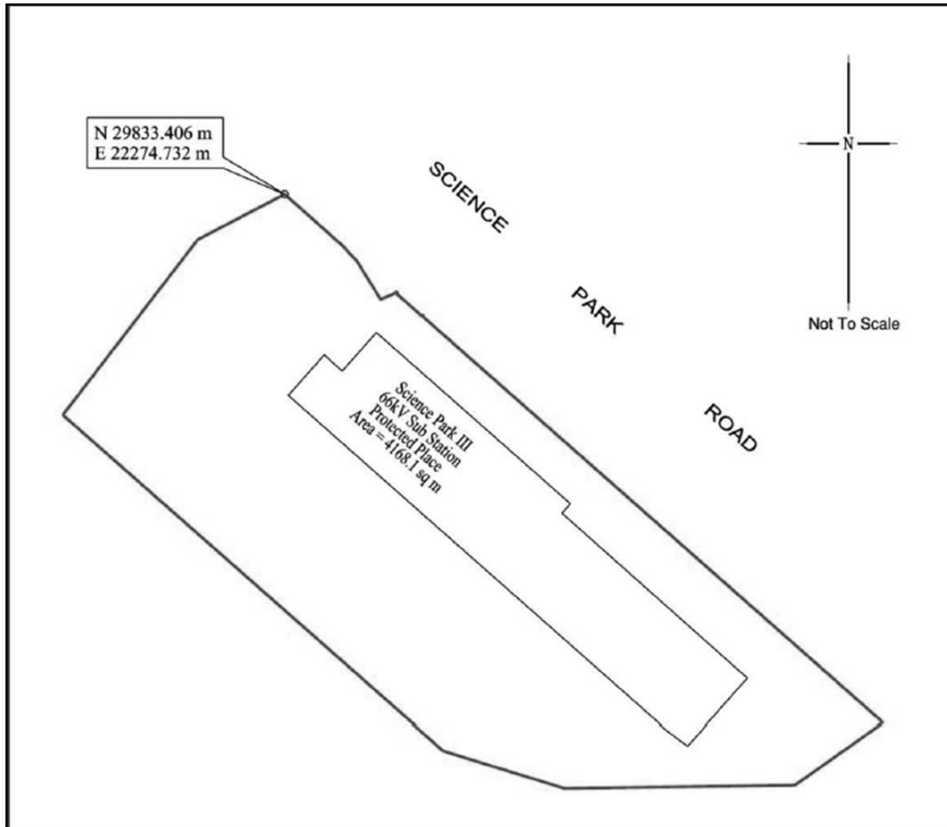 N 29833.406 m
E 22274.732 m
SCIENCE
PARK
ROAD
N
Not To Scale
Science Park III
66kV Sub Station
Protected Place
Area = 4168.1 sq m